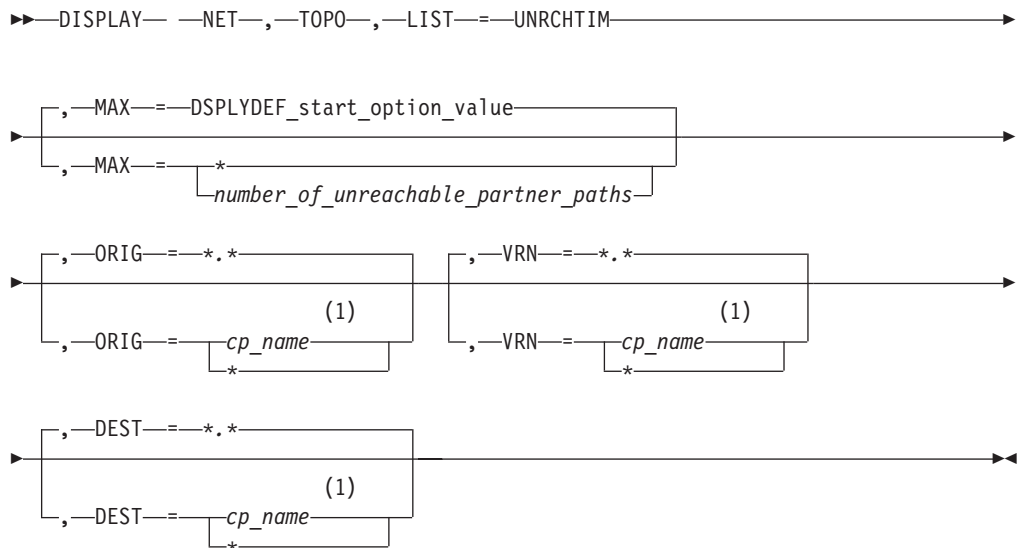 DISPLAY NET , TOPO , LIST = UNRCHTIM
, MAX = DSPLYDEF_start_option_value
, MAX = *
number_of_unreachable_partner_paths
, ORIG = *.* , VRN = *.*
(1) (1)
, ORIG = cp_name , VRN = cp_name
* *
, DEST = *.*
(1)
, DEST = cp_name
*